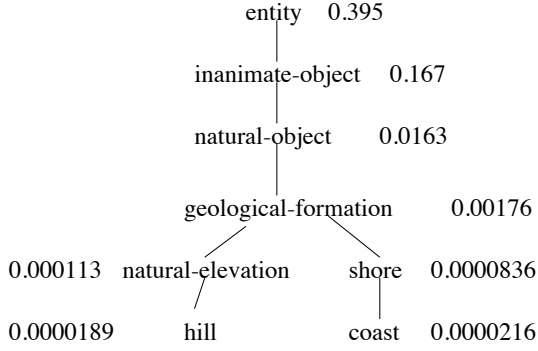 entity 0.395
inanimate-object 0.167
natural-object 0.0163
geological-formation 0.00176
0.000113 natural-elevation shore 0.0000836
0.0000189 hill coast 0.0000216